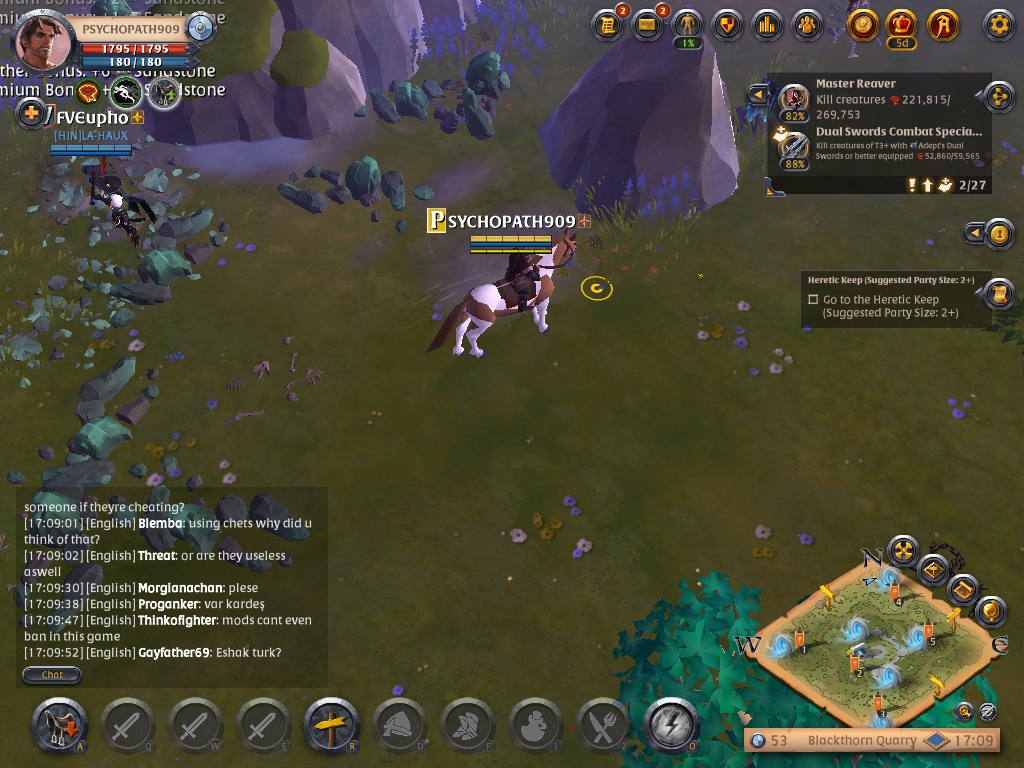 PSYCHOPATH909
1795 / 1795
180 / 180
Sandstone
FVEupho
[HIN]LA-HAUX
2
2
1%
5d
Master Reaver
Kill creatures 221,815/
269,753
82%
Dual Swords Combat Specia...
Kill creatures of T3+ with Adept's Dual
Swords or better equipped 52,860/59,565
88%
2/27
PSYCHOPATH909
Heretic Keep (Suggested Party Size: 2+)
Go to the Heretic Keep
(Suggested Party Size: 2+)
someone if theyre cheating?
[17:09:01] [English] Blemba: using chets why did u
think of that?
[17:09:02] [English] Threat: or are they useless
aswell
[17:09:30] [English] Morgianachan: plese
[17:09:38] [English] Proganker: var kardeş
[17:09:47] [English] Thinkofighter: mods cant even
ban in this game
[17:09:52] [English] Gayfather69: Eshak turk?
Chat
N
W
E
4
1
5
2
3
A
Q
W
E
R
D
F
1
2
O
53 Blackthorn Quarry 17:09